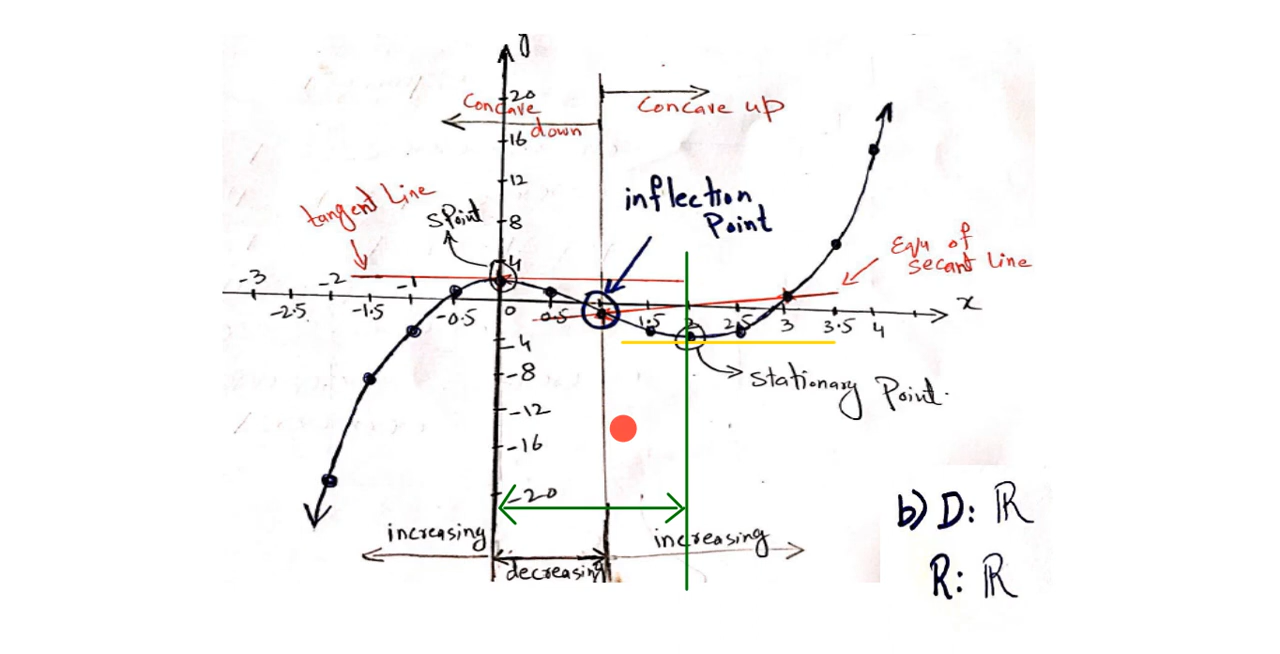 y
20
Concave
down
Concave up
16
12
inflection
Point
tangent Line
SPoint
8
Equ of
secant Line
4
-3
-2
-1
x
-2.5
-1.5
-0.5
0
0.5
1.5
2
2.5
3
3.5
4
-4
-8
Stationary Point.
-12
-16
-20
b) D: ℝ
R: ℝ
increasing
decreasing
increasing